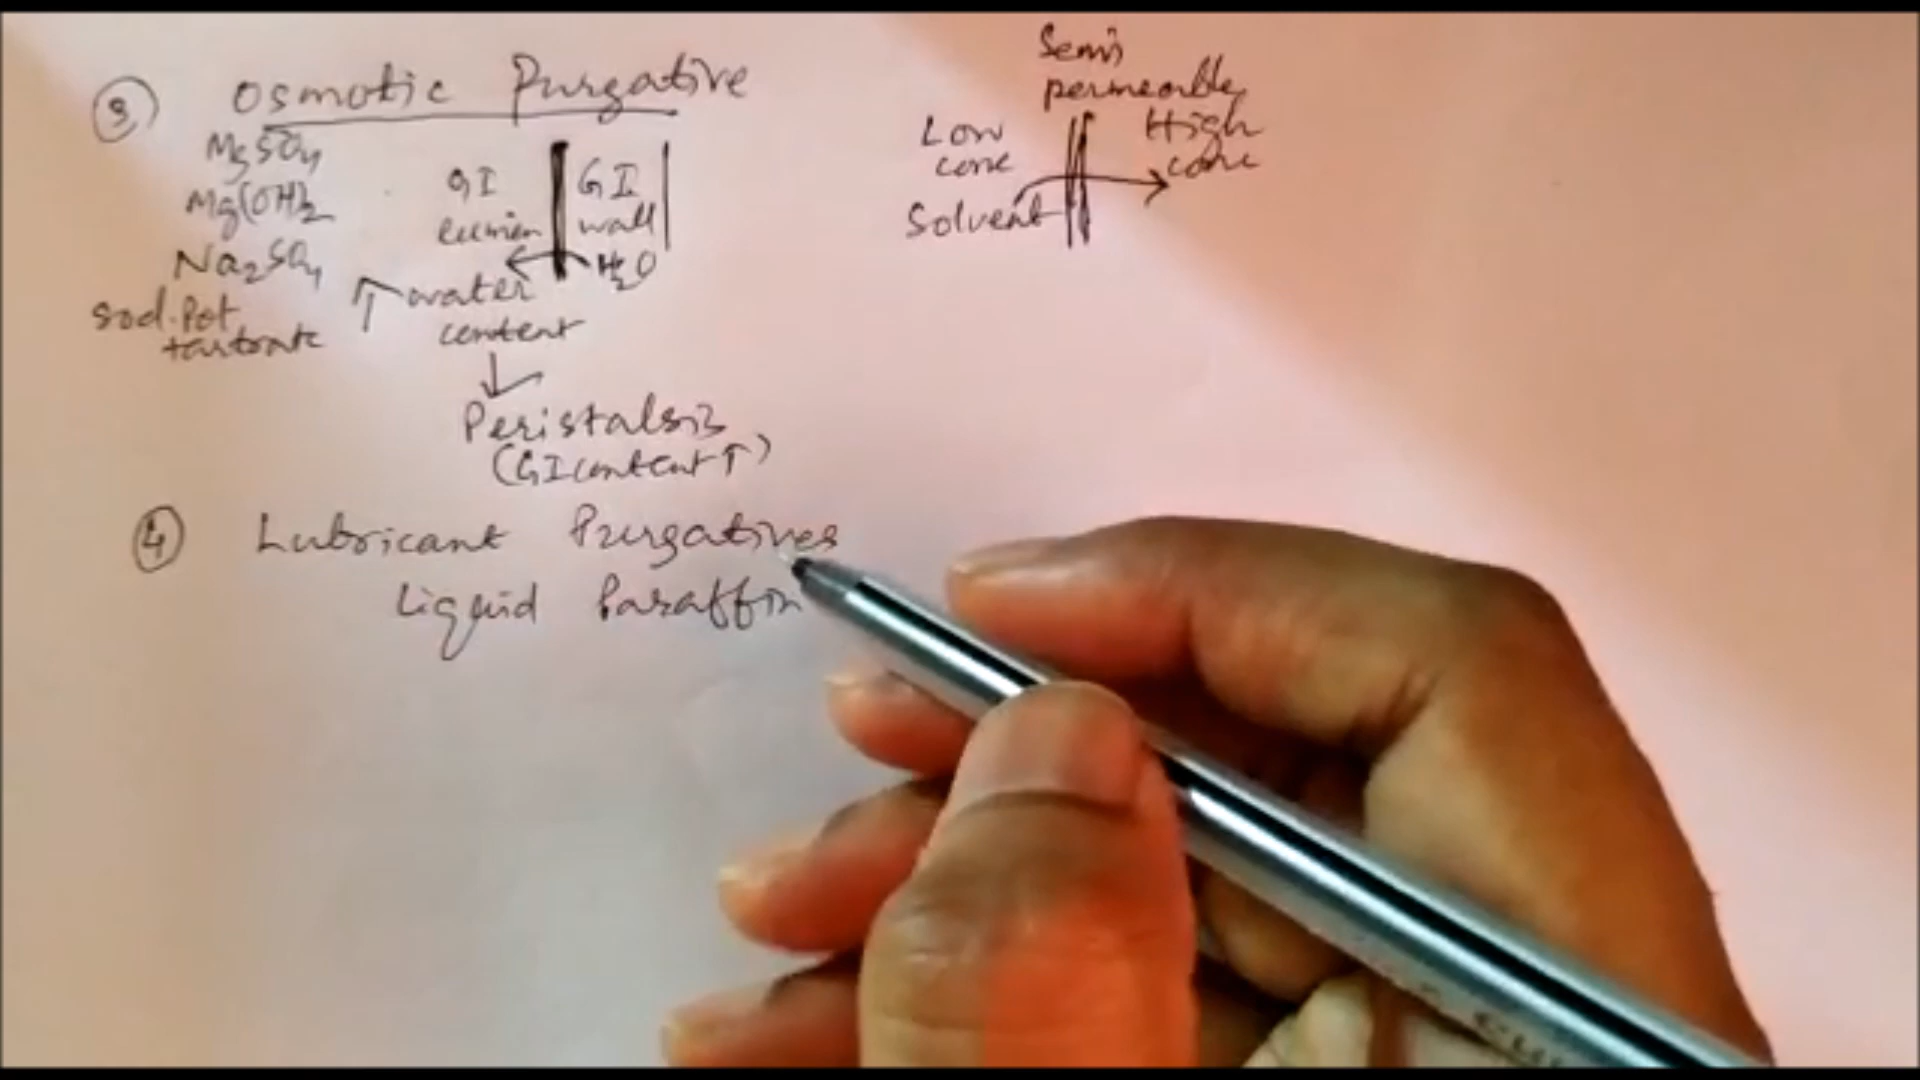 ③ Osmotic Purgative
MgSO4
Mg(OH)2
Na2SO4
Sod. Pot
tartrate
GI
lumen
GI
wall
H2O
↑ water
content
Peristalsis
(GI content ↑)
Semi
permeable
Low
conc
High
conc
Solvent
④ Lubricant Purgatives
Liquid Paraffin